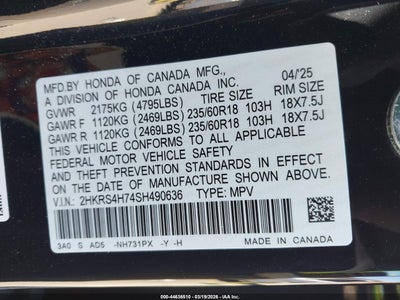 MFD.BY HONDA OF CANADA MFG.,
A DIVISION OF HONDA CANADA INC. 04/25
GVWR 2175KG (4795LBS) TIRE SIZE RIM SIZE
GAWR F 1120KG (2469LBS) 235/60R18 103H 18X7.5J
GAWR R 1120KG (2469LBS) 235/60R18 103H 18X7.5J
THIS VEHICLE CONFORMS TO ALL APPLICABLE
FEDERAL MOTOR VEHICLE SAFETY
AND THEFT PREVENTION STANDARDS IN EFFECT
ON THE DATE OF MANUFACTURE SHOWN ABOVE.
V.I.N.: 2HKRS4H74SH490636 TYPE: MPV
3A0 S AD5 -NH731PX -Y -H
MADE IN CANADA
000-44636510 | 03/19/2026 — IAA Inc.